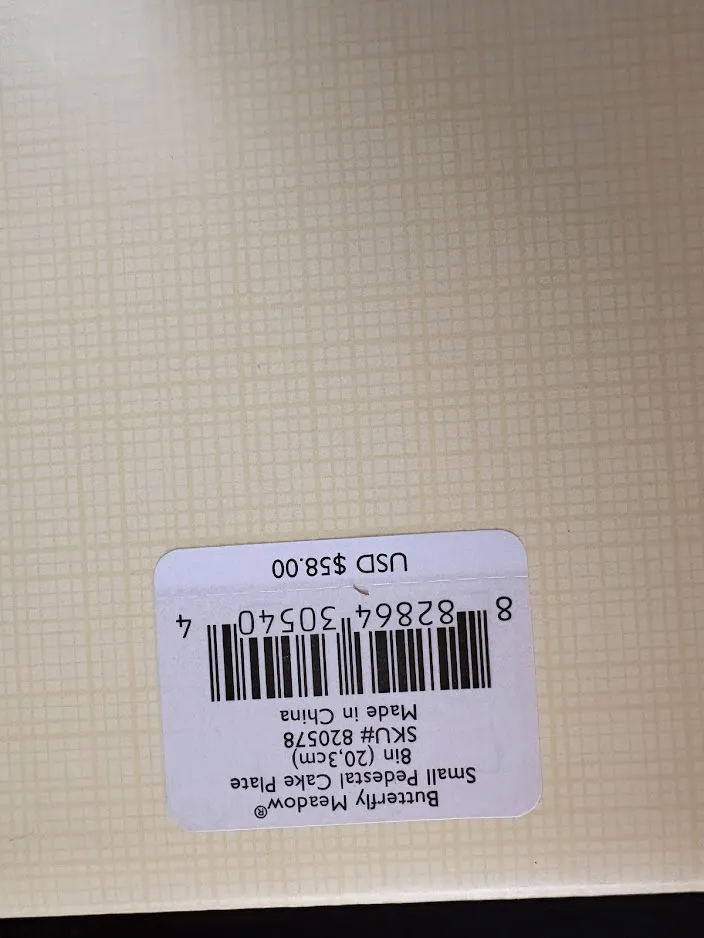 Butterfly Meadow®
Small Pedestal Cake Plate
8in (20,3cm)
SKU# 820578
Made in China
8 82864 30540 4
USD $58.00